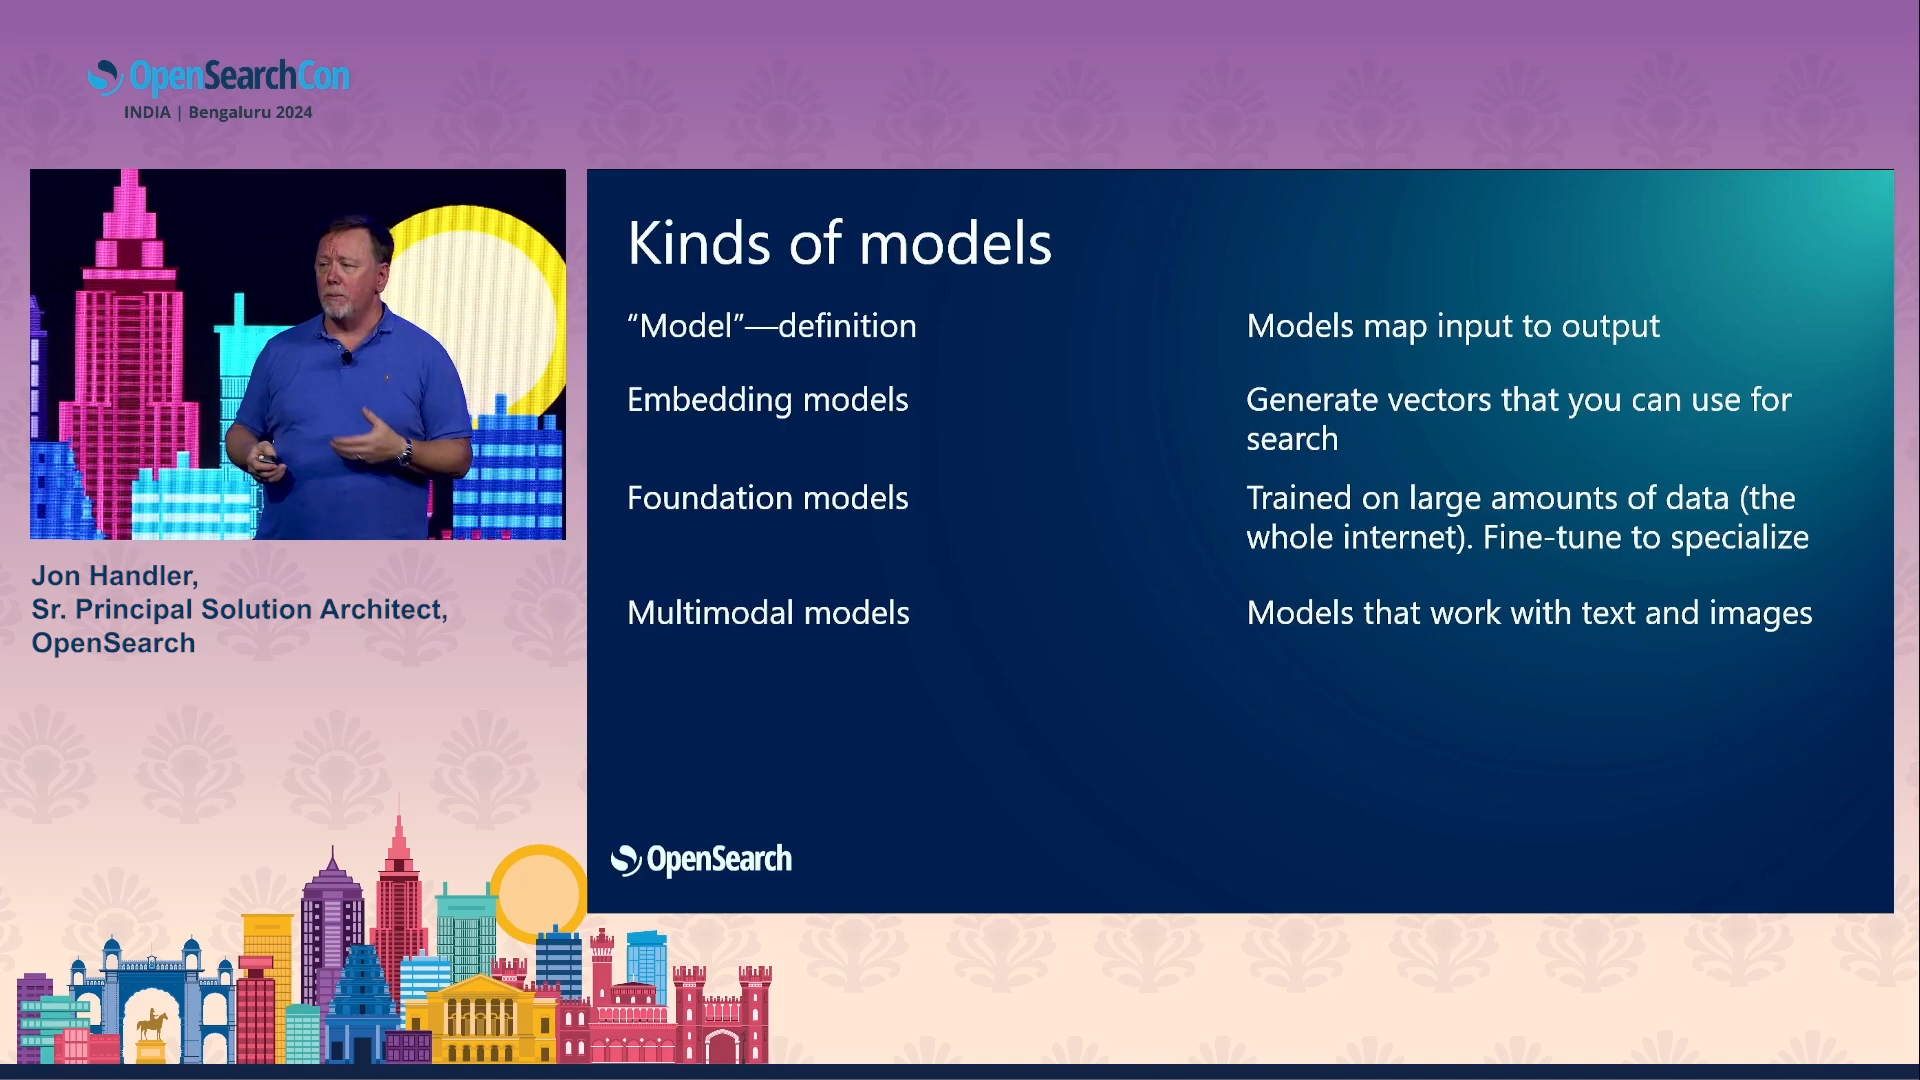 OpenSearchCon
INDIA | Bengaluru 2024
Jon Handler,
Sr. Principal Solution Architect,
OpenSearch
Kinds of models
“Model”—definition
Models map input to output
Embedding models
Generate vectors that you can use for
search
Foundation models
Trained on large amounts of data (the
whole internet). Fine-tune to specialize
Multimodal models
Models that work with text and images
OpenSearch